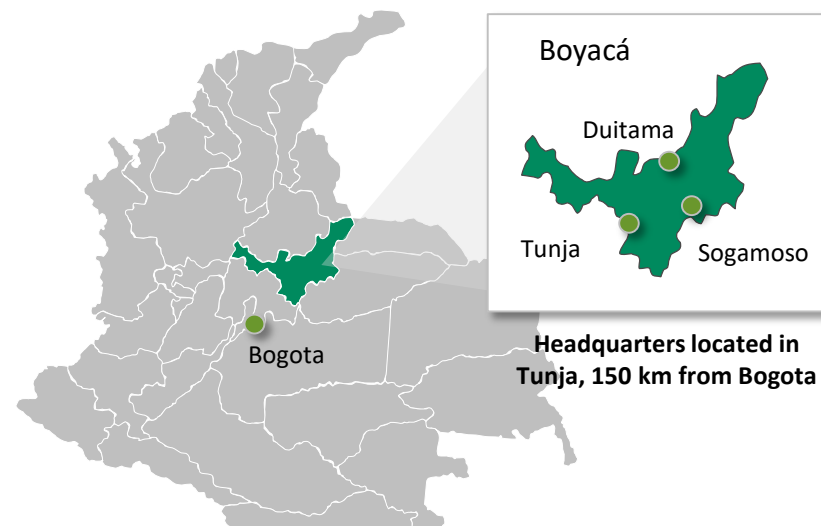 Boyacá
Duitama
Tunja
Sogamoso
Bogota
Headquarters located in
Tunja, 150 km from Bogota